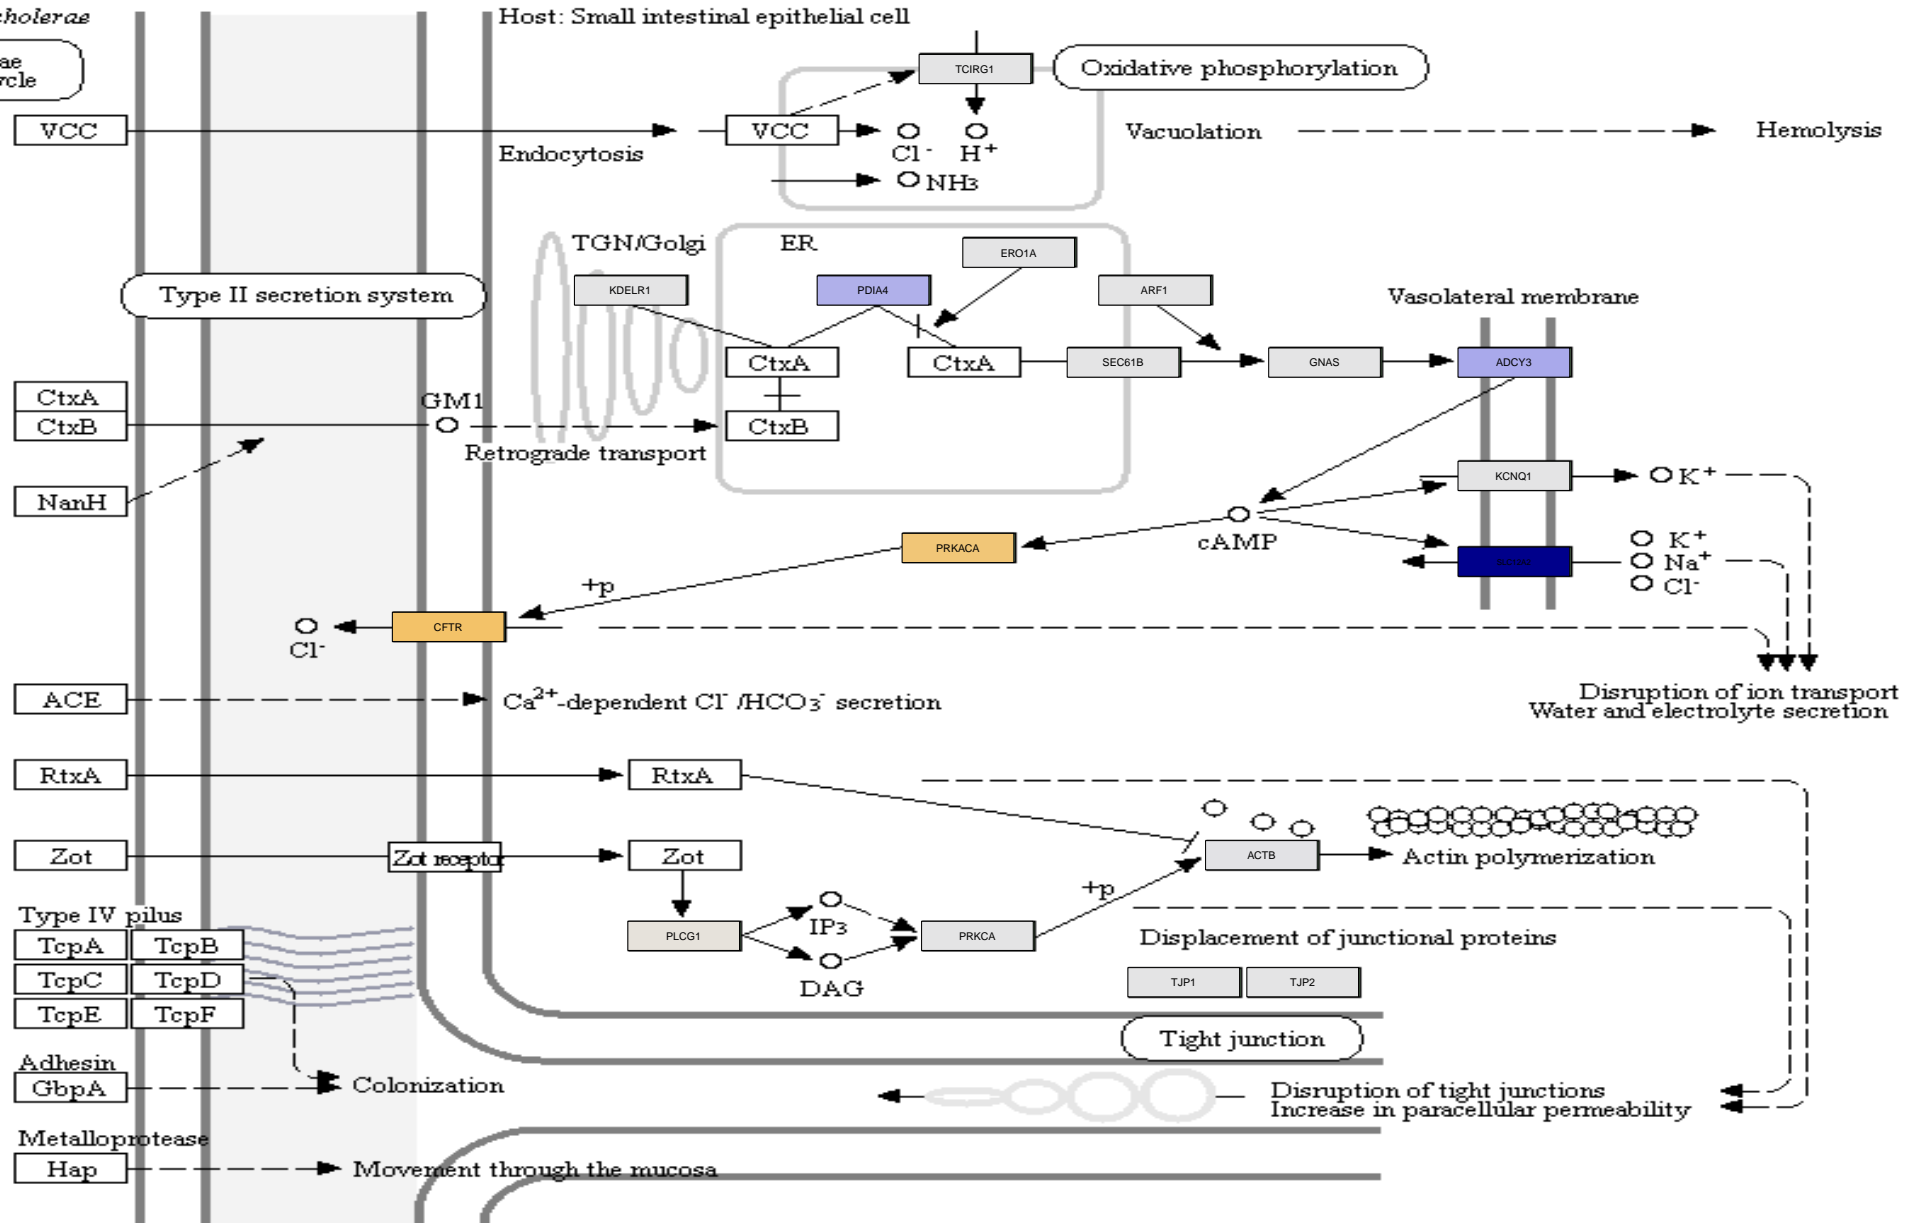 cholerae
Host: Small intestinal epithelial cell
ae
ycle
TCIRG1
Oxidative phosphorylation
VCC
VCC
Cl-
H+
Vacuolation
Hemolysis
Endocytosis
NH3
TGN/Golgi
ER
ERO1A
Type II secretion system
KDELR1
PDIA4
ARF1
Vasolateral membrane
CtxA
CtxA
SEC61B
GNAS
ADCY3
CtxA
CtxB
GM1
CtxB
Retrograde transport
NanH
KCNQ1
K+
cAMP
PRKACA
K+
Na+
Cl-
+p
CFTR
Cl-
ACE
Ca2+-dependent Cl- /HCO3- secretion
Disruption of ion transport
Water and electrolyte secretion
RtxA
RtxA
Zot
Zot receptor
Zot
ACTB
Actin polymerization
+p
Type IV pilus
TcpA
TcpB
PLCG1
IP3
PRKCA
Displacement of junctional proteins
TcpC
TcpD
DAG
TJP1
TJP2
TcpE
TcpF
Tight junction
Adhesin
GbpA
Colonization
Disruption of tight junctions
Increase in paracellular permeability
Metalloprotease
Hap
Movement through the mucosa